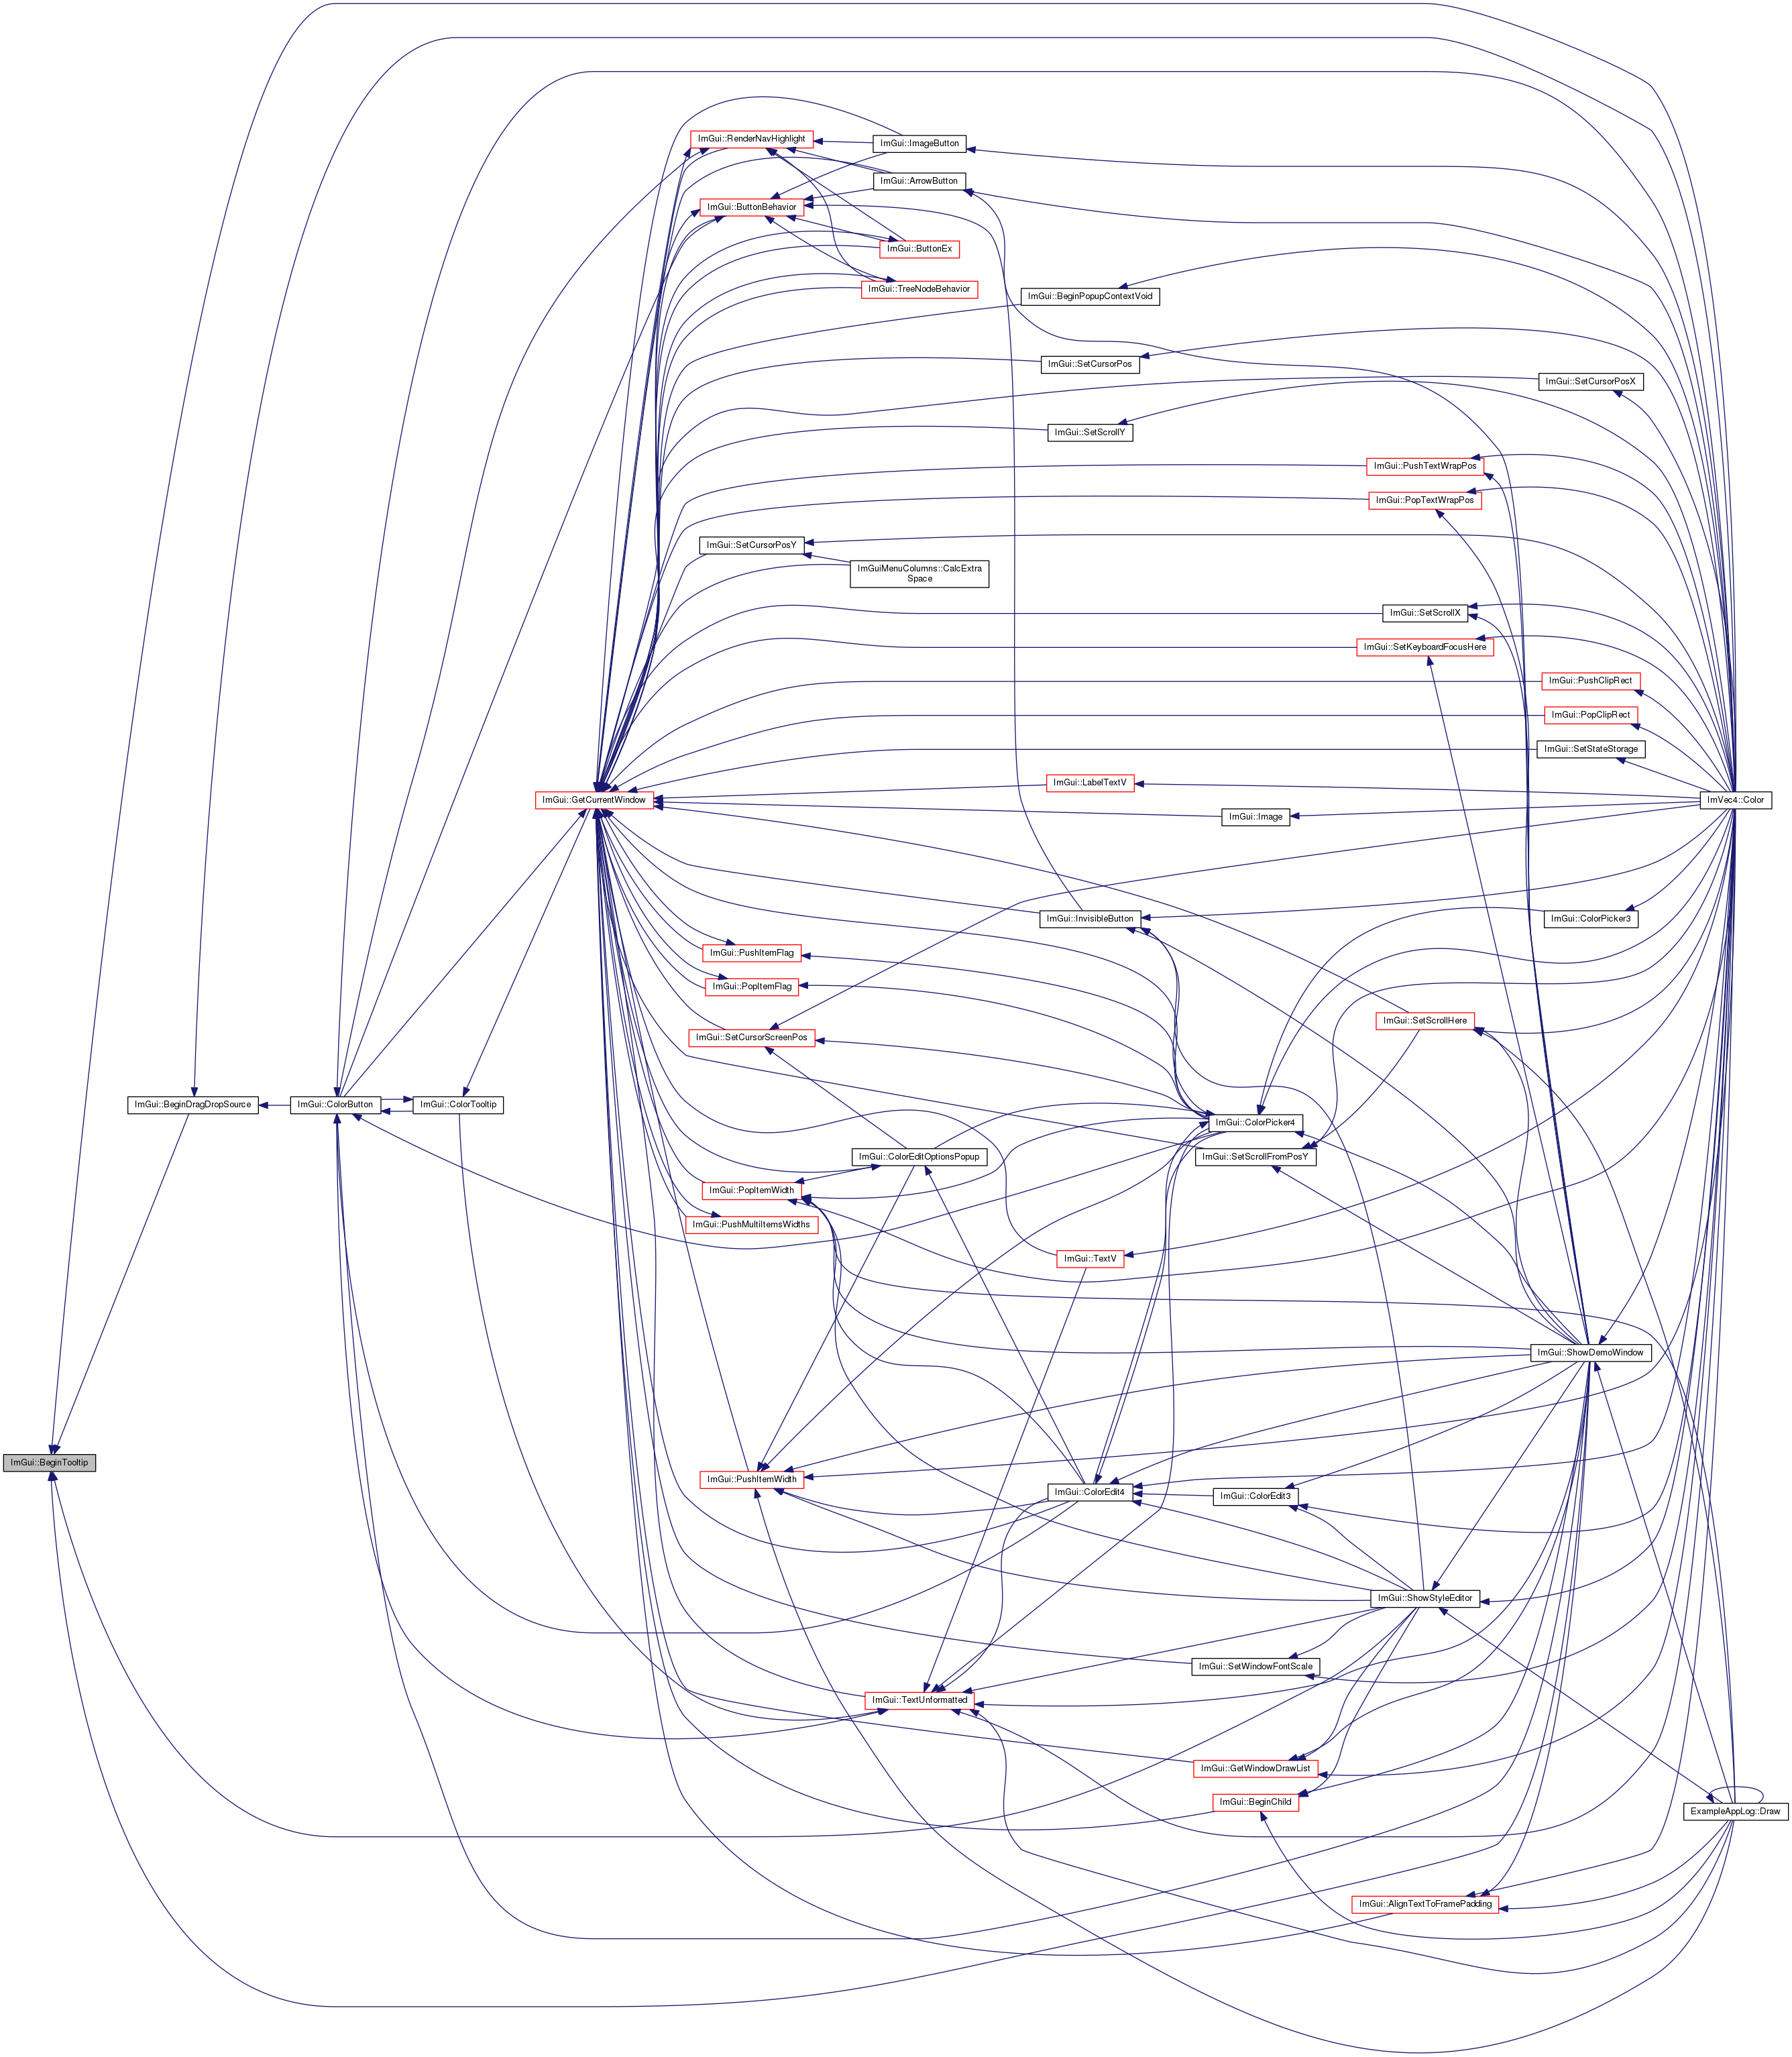 ImGui::RenderNavHighlight
ImGui::ImageButton
ImGui::ArrowButton
ImGui::ButtonBehavior
ImGui::ButtonEx
ImGui::TreeNodeBehavior
ImGui::BeginPopupContextVoid
ImGui::SetCursorPos
ImGui::SetCursorPosX
ImGui::SetScrollY
ImGui::PushTextWrapPos
ImGui::PopTextWrapPos
ImGui::SetCursorPosY
ImGuiMenuColumns::CalcExtra
Space
ImGui::SetScrollX
ImGui::SetKeyboardFocusHere
ImGui::PushClipRect
ImGui::PopClipRect
ImGui::SetStateStorage
ImGui::LabelTextV
ImGui::GetCurrentWindow
ImVec4::Color
ImGui::Image
ImGui::InvisibleButton
ImGui::ColorPicker3
ImGui::PushItemFlag
ImGui::PopItemFlag
ImGui::SetScrollHere
ImGui::SetCursorScreenPos
ImGui::BeginDragDropSource
ImGui::ColorButton
ImGui::ColorTooltip
ImGui::ColorPicker4
ImGui::ColorEditOptionsPopup
ImGui::SetScrollFromPosY
ImGui::PopItemWidth
ImGui::PushMultiItemsWidths
ImGui::TextV
ImGui::ShowDemoWindow
ImGui::BeginTooltip
ImGui::PushItemWidth
ImGui::ColorEdit4
ImGui::ColorEdit3
ImGui::ShowStyleEditor
ImGui::SetWindowFontScale
ImGui::TextUnformatted
ImGui::GetWindowDrawList
ImGui::BeginChild
ExampleAppLog::Draw
ImGui::AlignTextToFramePadding